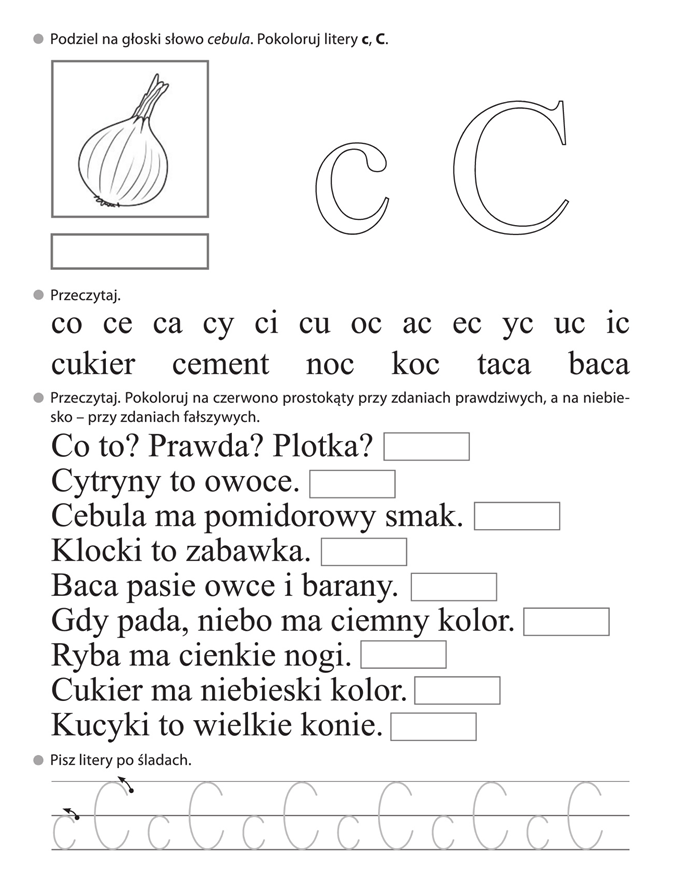 Podziel na głoski słowo cebula. Pokoloruj litery c, C.
c C
Przeczytaj.
co ce ca cy ci cu oc ac ec yc uc ic
cukier cement noc koc taca baca
Przeczytaj. Pokoloruj na czerwono prostokąty przy zdaniach prawdziwych, a na niebie-
sko – przy zdaniach fałszywych.
Co to? Prawda? Plotka?
Cytryny to owoce.
Cebula ma pomidorowy smak.
Klocki to zabawka.
Baca pasie owce i barany.
Gdy pada, niebo ma ciemny kolor.
Ryba ma cienkie nogi.
Cukier ma niebieski kolor.
Kucyki to wielkie konie.
Pisz litery po śladach.
c C c C c C c C c C c C